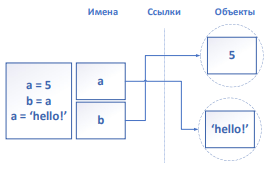 Имена Ссылки Объекты
5
a = 5
b = a
a = ‘hello!’
a
b
‘hello!’